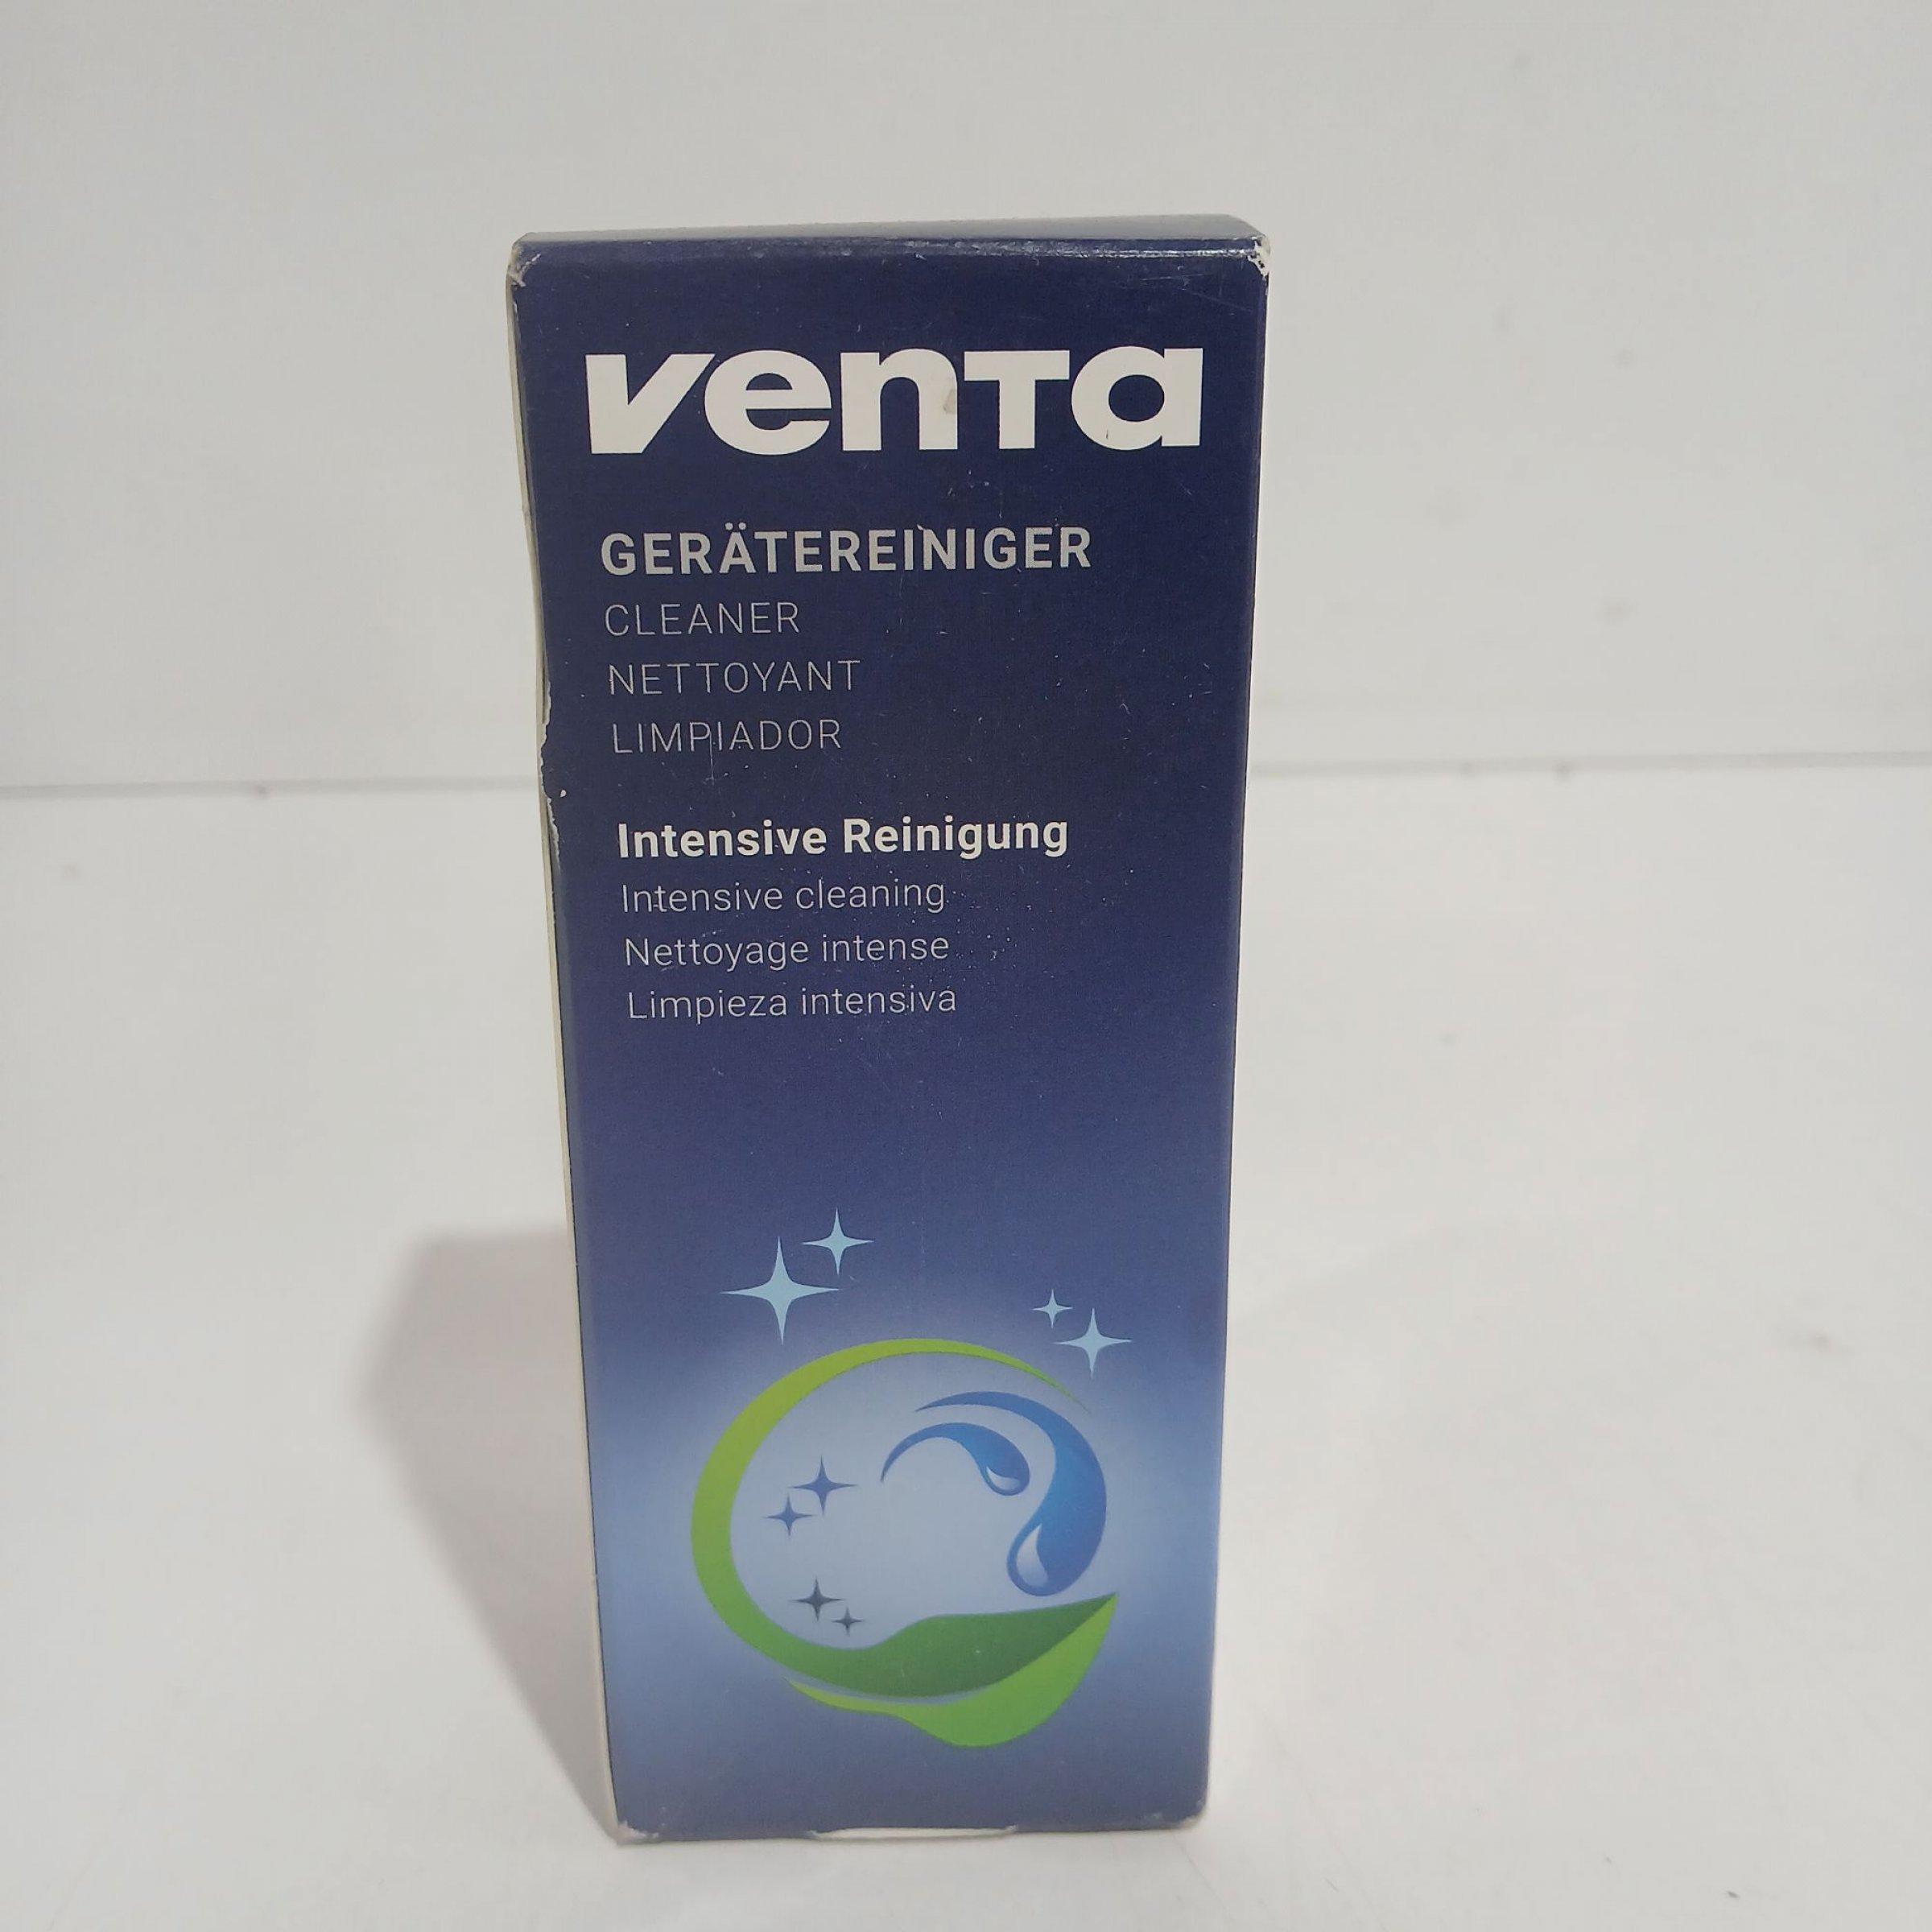 venta
GERÄTEREINIGER
CLEANER
NETTOYANT
LIMPIADOR
Intensive Reinigung
Intensive cleaning
Nettoyage intense
Limpieza intensiva